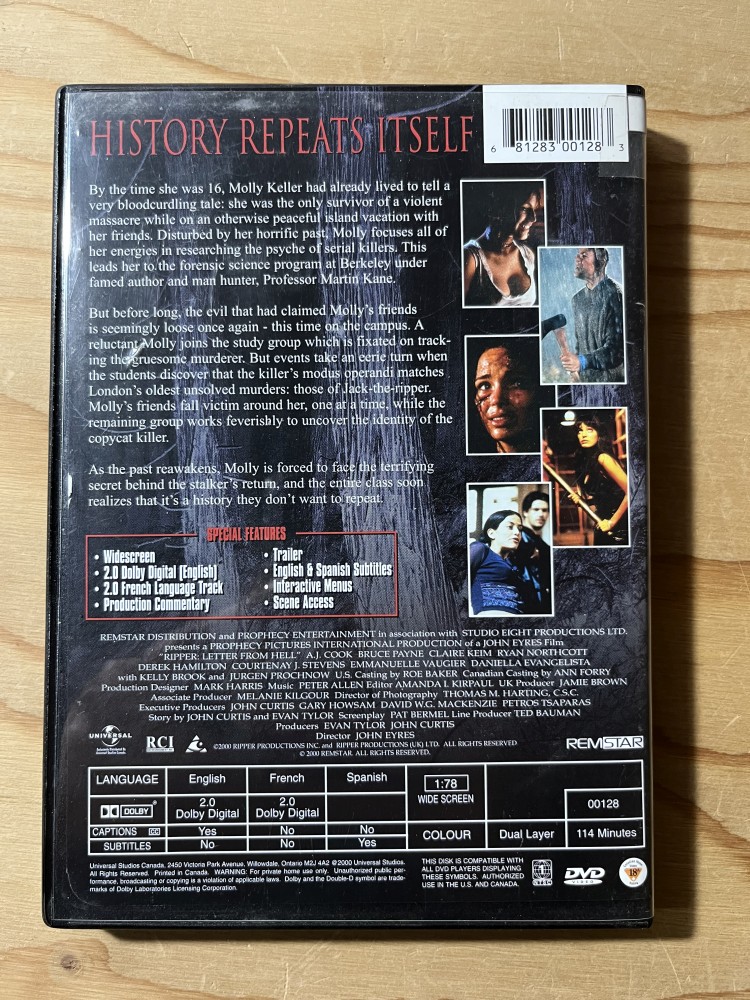 HISTORY REPEATS ITSELF
6 81283 00128 3
By the time she was 16, Molly Keller had already lived to tell a
very bloodcurdling tale: she was the only survivor of a violent
massacre while on an otherwise peaceful island vacation with
her friends. Disturbed by her horrific past, Molly focuses all of
her energies in researching the psyche of serial killers. This
leads her to the forensic science program at Berkeley under
famed author and man hunter, Professor Martin Kane.
But before long, the evil that had claimed Molly's friends
is seemingly loose once again - this time on the campus. A
reluctant Molly joins the study group which is fixated on track-
ing the gruesome murderer. But events take an eerie turn when
the students discover that the killer's modus operandi matches
London's oldest unsolved murders: those of Jack-the-ripper.
Molly's friends fall victim around her, one at a time, while the
remaining group works feverishly to uncover the identity of the
copycat killer.
As the past reawakens, Molly is forced to face the terrifying
secret behind the stalker's return, and the entire class soon
realizes that it's a history they don't want to repeat.
SPECIAL FEATURES
• Widescreen
• 2.0 Dolby Digital (English)
• 2.0 French Language Track
• Production Commentary
• Trailer
• English & Spanish Subtitles
• Interactive Menus
• Scene Access
REMSTAR DISTRIBUTION and PROPHECY ENTERTAINMENT in association with STUDIO EIGHT PRODUCTIONS LTD.
presents a PROPHECY PICTURES INTERNATIONAL PRODUCTION of a JOHN EYRES Film
"RIPPER: LETTER FROM HELL" A.J. COOK BRUCE PAYNE CLAIRE KEIM RYAN NORTHCOTT
DEREK HAMILTON COURTENAY J. STEVENS EMMANUELLE VAUGIER DANIELLA EVANGELISTA
with KELLY BROOK and JURGEN PROCHNOW U.S. Casting by ROE BAKER Canadian Casting by ANN FORRY
Production Designer MARK HARRIS Music PETER ALLEN Editor AMANDA I. KIRPAUL UK Producer JAMIE BROWN
Associate Producer MELANIE KILGOUR Director of Photography THOMAS M. HARTING, C.S.C.
Executive Producers JOHN CURTIS GARY HOWSAM DAVID W.G. MACKENZIE PETROS TSAPARAS
Story by JOHN CURTIS and EVAN TYLOR Screenplay PAT BERMEL Line Producer TED BAUMAN
Producers EVAN TYLOR JOHN CURTIS
Director JOHN EYRES
UNIVERSAL
RCI
©2000 RIPPER PRODUCTIONS INC. and RIPPER PRODUCTIONS (UK) LTD. ALL RIGHTS RESERVED
© 2000 REMSTAR. ALL RIGHTS RESERVED.
REMSTAR
LANGUAGE English French Spanish
DOLBY 2.0 Dolby Digital 2.0 Dolby Digital
CAPTIONS CC Yes No No
SUBTITLES No No Yes
1:78
WIDE SCREEN
00128
COLOUR Dual Layer 114 Minutes
Universal Studios Canada. 2450 Victoria Park Avenue, Willowdale, Ontario M2J 4A2 @2000 Universal Studios.
All Rights Reserved. Printed in Canada. WARNING: For private home use only. Unauthorized public per-
formance, broadcasting or copying is a violation of applicable laws. Dolby and the Double-D symbol are trade-
marks of Dolby Laboratories Licensing Corporation.
THIS DISC IS COMPATIBLE WITH
ALL DVD PLAYERS DISPLAYING
THESE SYMBOLS. AUTHORIZED
USE IN THE U.S. AND CANADA.
NTSC
DVD
VIDEO
18